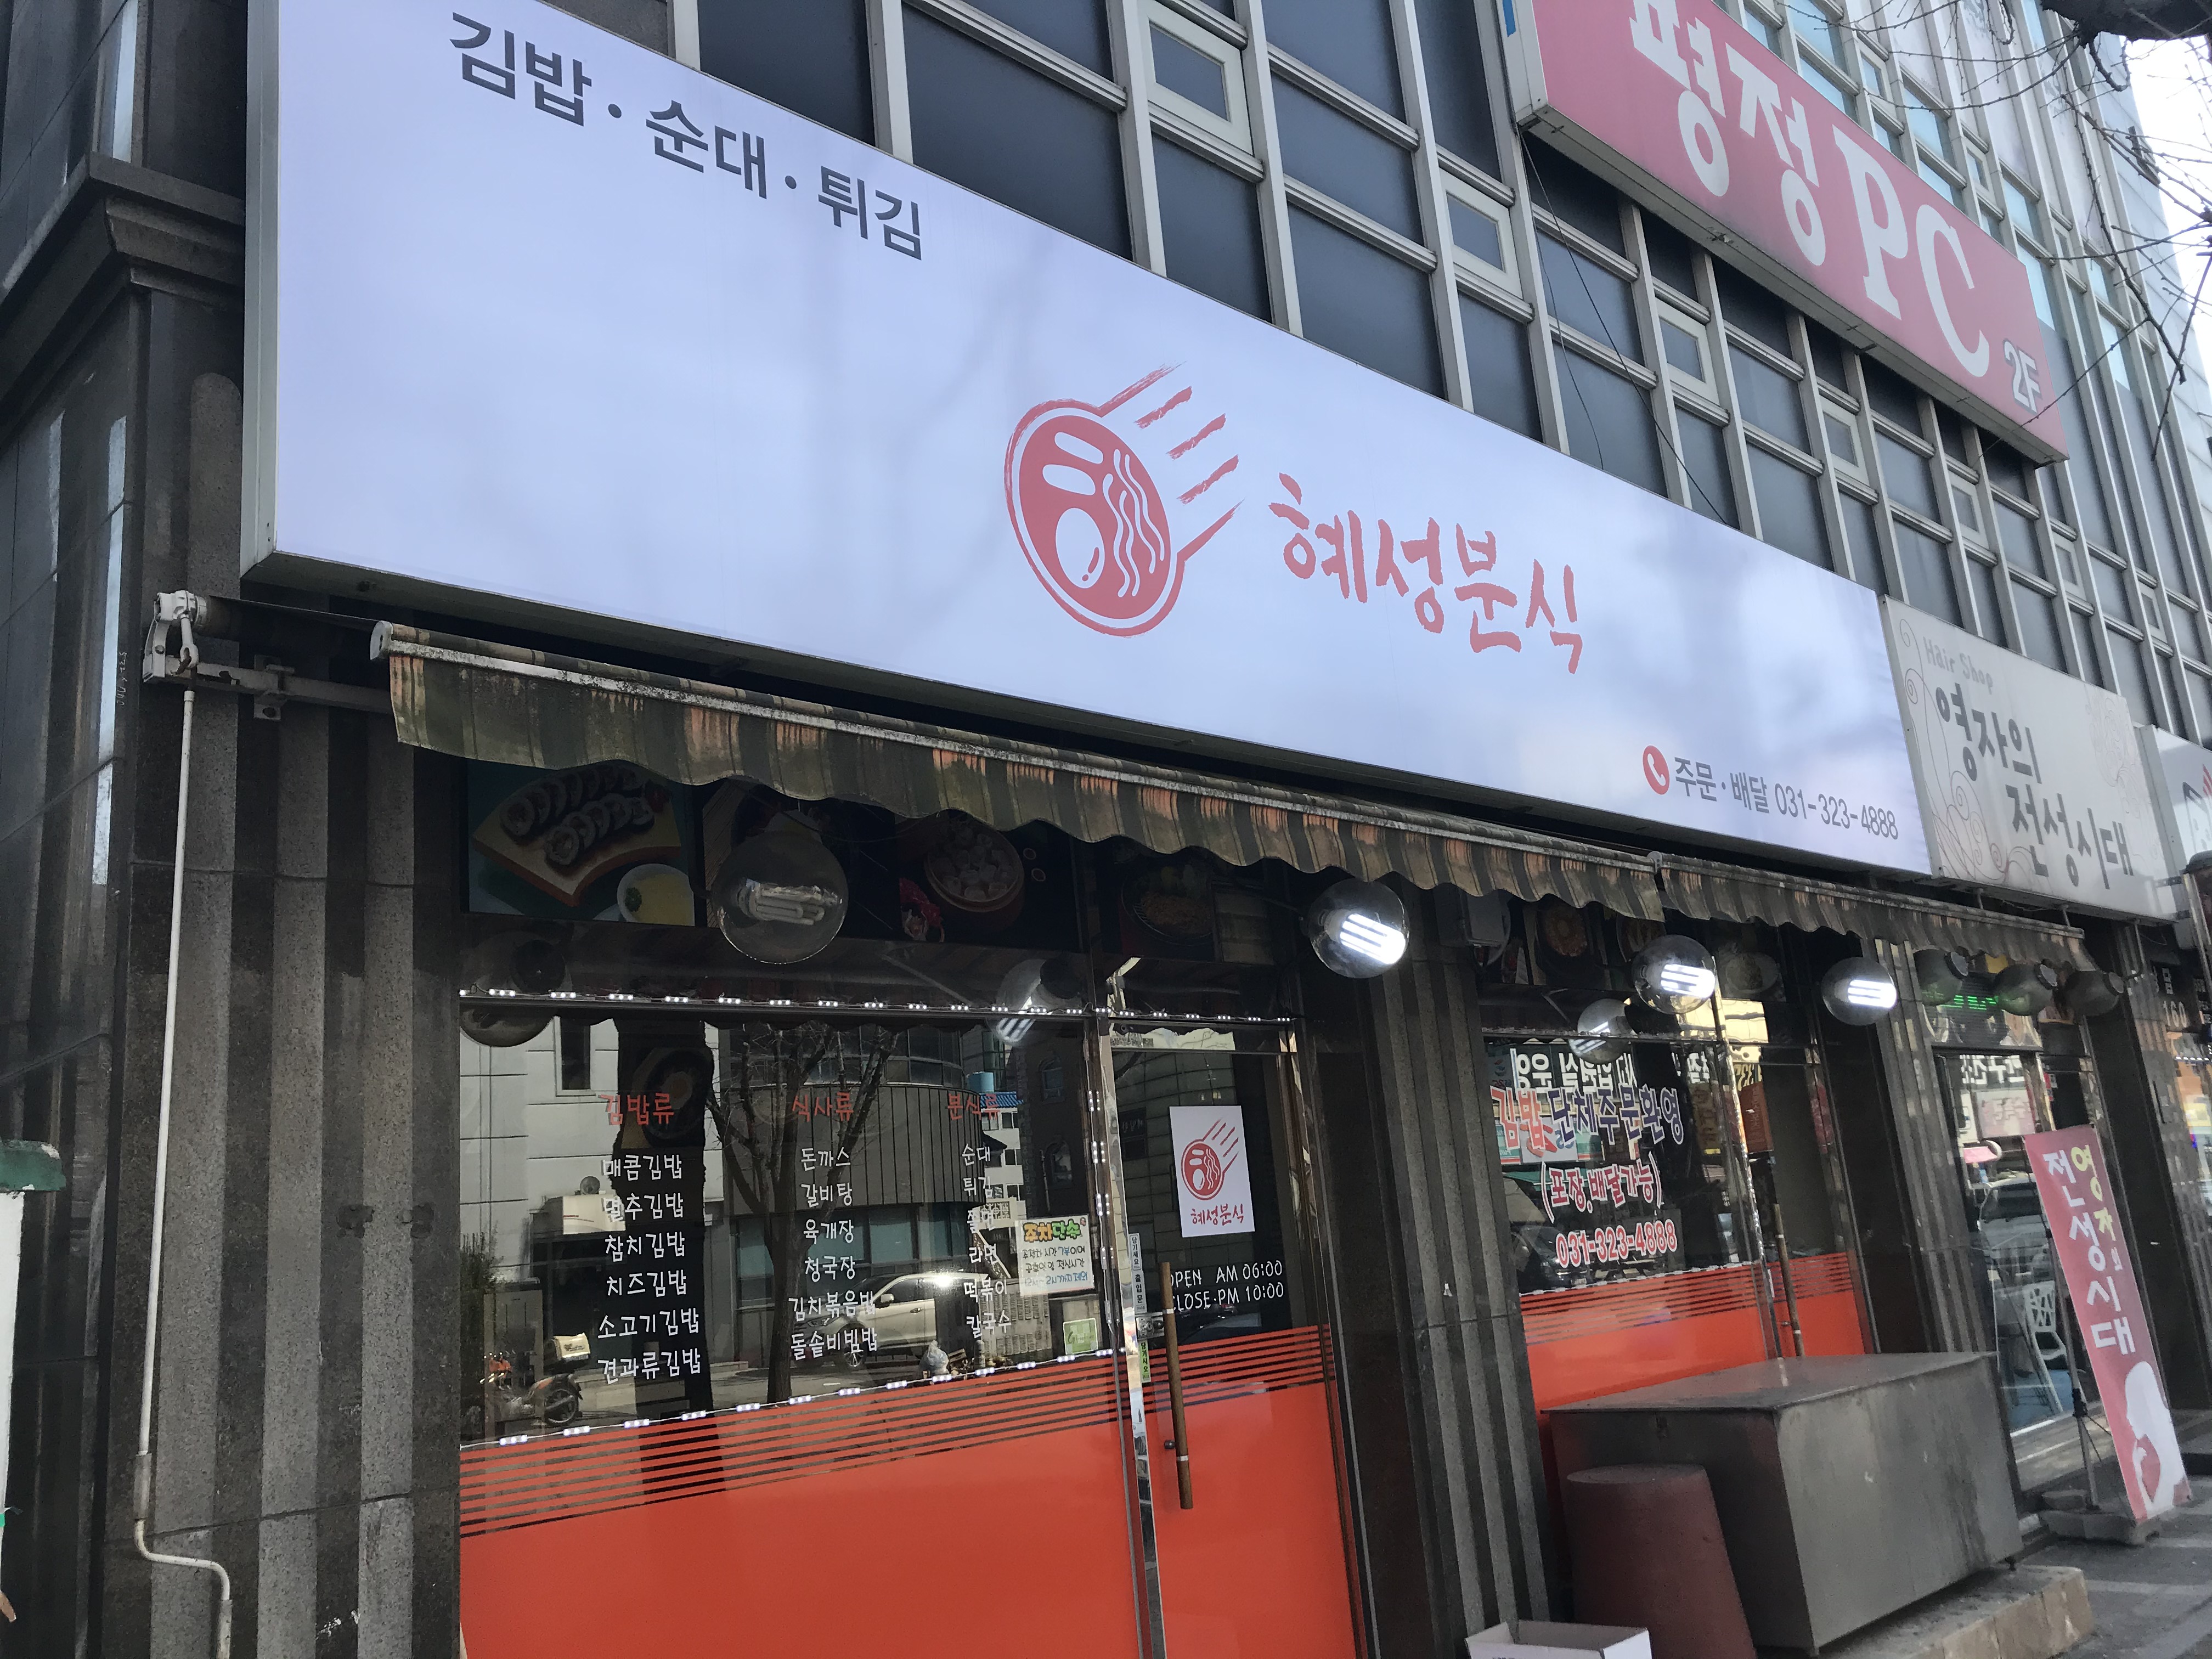 김밥 · 순대 · 튀김
혜성분식
주문 · 배달 031-323-4888
평정 PC 2F
Hair Shop
영자의
전성시대
김밥류
매콤김밥
멸추김밥
참치김밥
치즈김밥
소고기김밥
견과류김밥
식사류
돈까스
갈비탕
육개장
청국장
김치볶음밥
돌솥비빔밥
분식류
순대
튀김
라면
떡볶이
칼국수
주차단속
혜성분식
OPEN AM 06:00
CLOSE PM 10:00
김밥 단체주문환영
(포장, 배달가능)
031-323-4888
영자의
전성시대